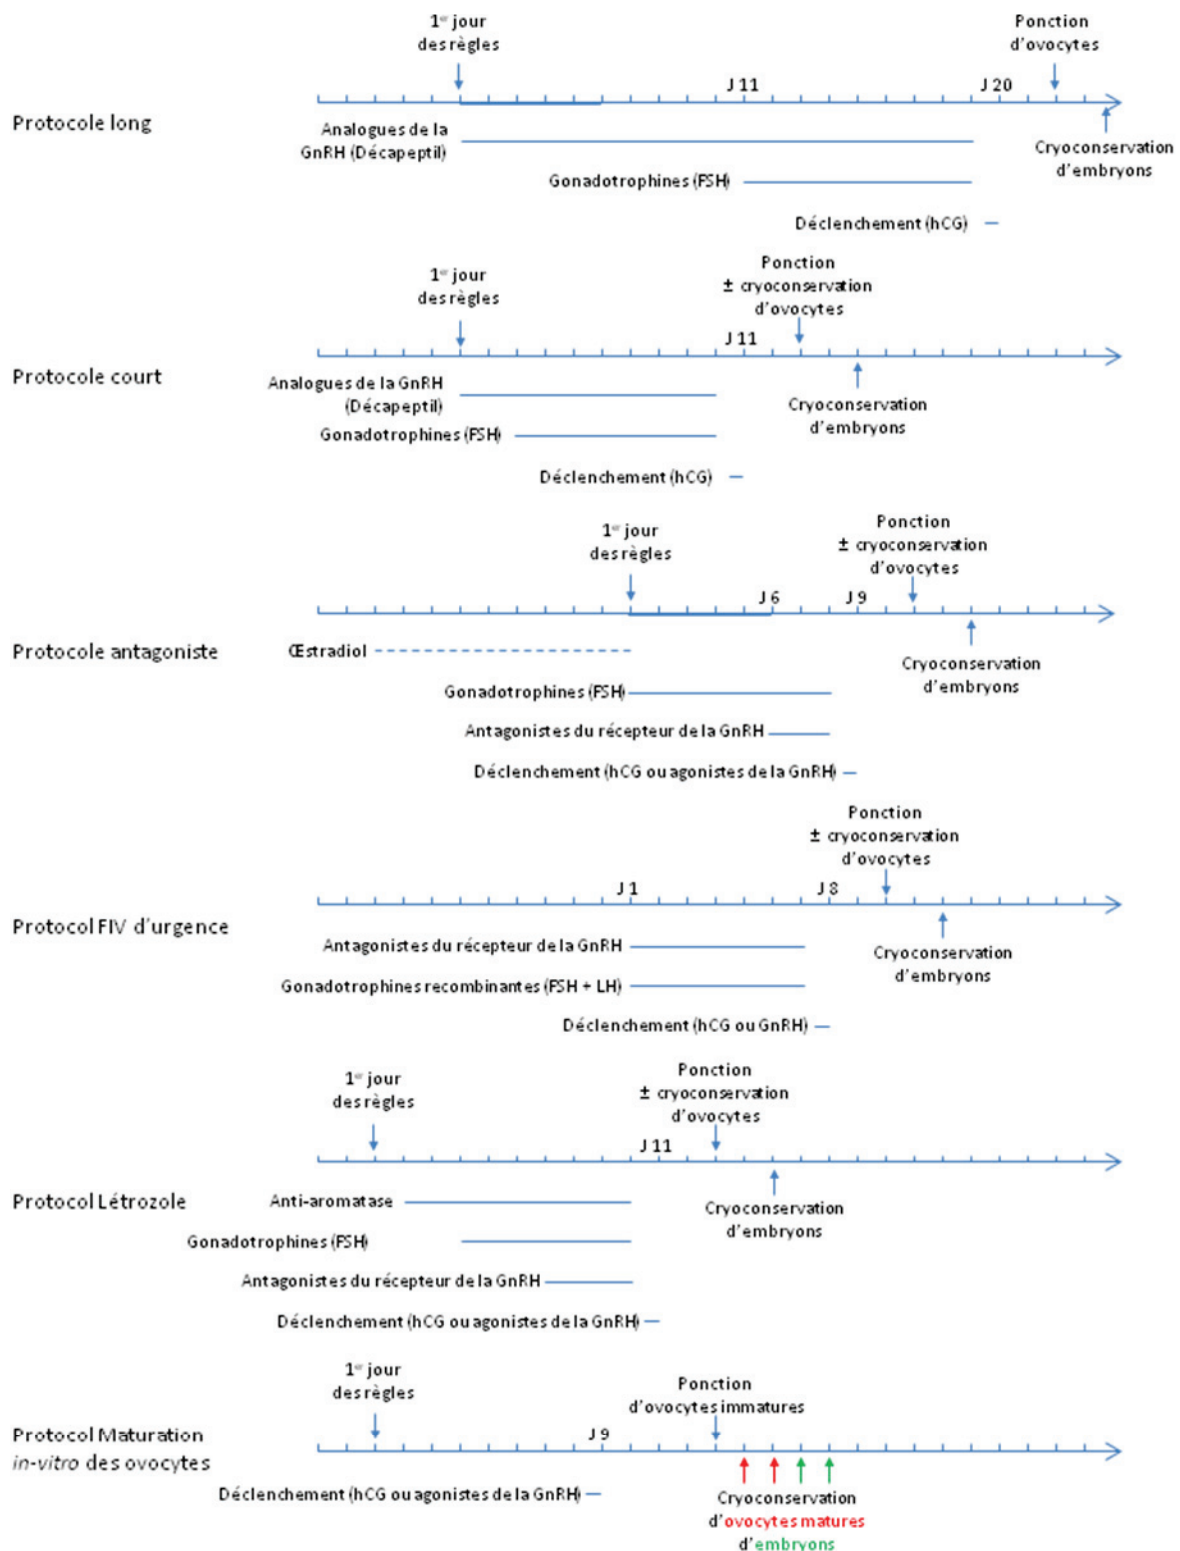 1er jour
des règles
Ponction
d'ovocytes
J 11
J 20
Protocole long
Analogues de la
GnRH (Décapeptil)
Cryoconservation
d'embryons
Gonadotrophines (FSH)
Déclenchement (hCG)
1er jour
des règles
Ponction
± cryoconservation
d'ovocytes
J 11
Protocole court
Analogues de la GnRH
(Décapeptil)
Cryoconservation
d'embryons
Gonadotrophines (FSH)
Déclenchement (hCG)
1er jour
des règles
Ponction
± cryoconservation
d'ovocytes
J 6
J 9
Protocole antagoniste
Œstradiol
Cryoconservation
d'embryons
Gonadotrophines (FSH)
Antagonistes du récepteur de la GnRH
Déclenchement (hCG ou agonistes de la GnRH)
Ponction
± cryoconservation
d'ovocytes
J 1
J 8
Protocol FIV d'urgence
Antagonistes du récepteur de la GnRH
Cryoconservation
d'embryons
Gonadotrophines recombinantes (FSH + LH)
Déclenchement (hCG ou GnRH)
1er jour
des règles
Ponction
± cryoconservation
d'ovocytes
J 11
Protocol Létrozole
Anti-aromatase
Cryoconservation
d'embryons
Gonadotrophines (FSH)
Antagonistes du récepteur de la GnRH
Déclenchement (hCG ou agonistes de la GnRH)
1er jour
des règles
Ponction
d'ovocytes immatures
J 9
Protocol Maturation
in-vitro des ovocytes
Déclenchement (hCG ou agonistes de la GnRH)
Cryoconservation
d'ovocytes matures
d'embryons